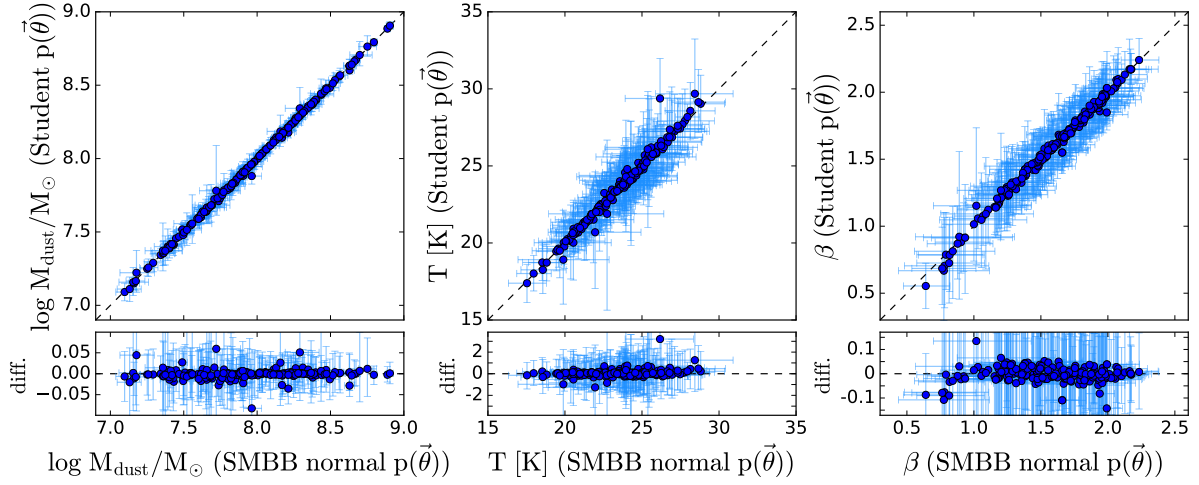 log M_dust/M_⊙ (Student p(θ⃗))
9.0
8.5
8.0
7.5
7.0
diff.
0.05
0.00
−0.05
7.0 7.5 8.0 8.5 9.0
log M_dust/M_⊙ (SMBB normal p(θ⃗))
T [K] (Student p(θ⃗))
35
30
25
20
15
diff.
2
0
-2
15 20 25 30 35
T [K] (SMBB normal p(θ⃗))
β (Student p(θ⃗))
2.5
2.0
1.5
1.0
0.5
diff.
0.1
0
-0.1
0.5 1.0 1.5 2.0 2.5
β (SMBB normal p(θ⃗))